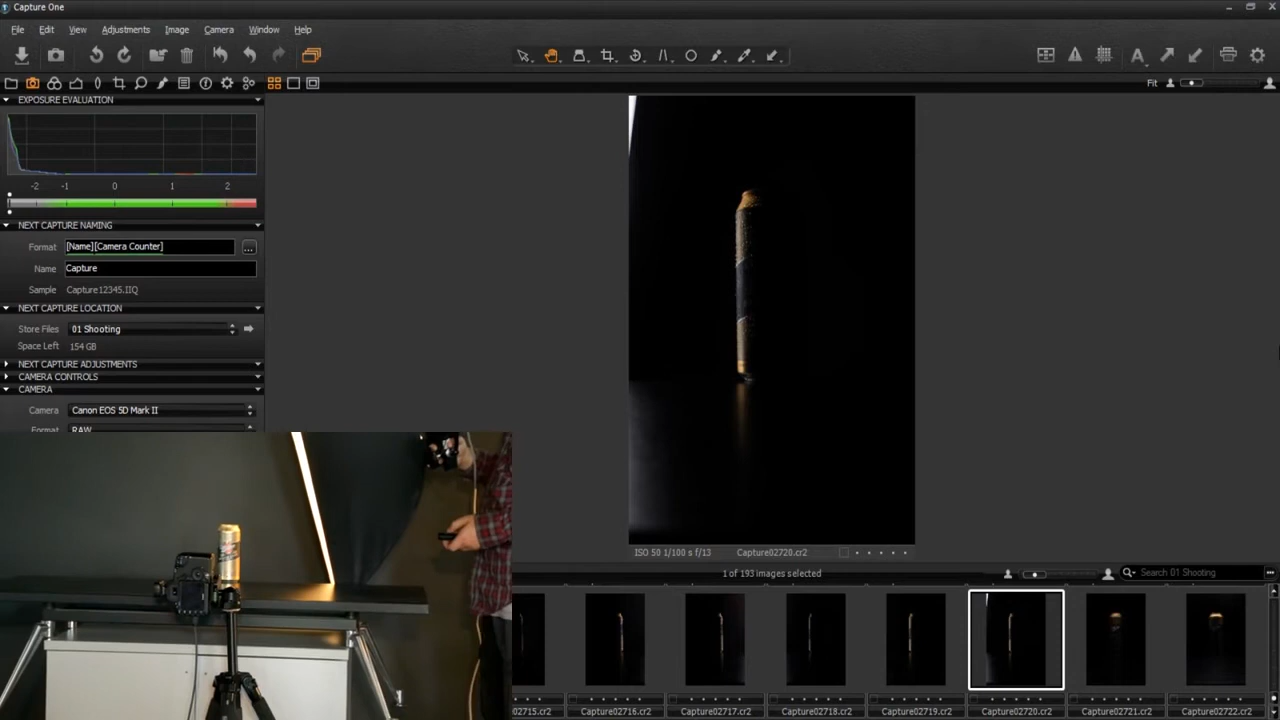 Capture One
File Edit View Adjustments Image Camera Window Help
Fit
EXPOSURE EVALUATION
-2 -1 0 1 2
NEXT CAPTURE NAMING
Format [Name][Camera Counter] ...
Name Capture
Sample Capture12345.IIQ
NEXT CAPTURE LOCATION
Store Files 01 Shooting
Space Left 154 GB
NEXT CAPTURE ADJUSTMENTS
CAMERA CONTROLS
CAMERA
Camera Canon EOS 5D Mark II
Format RAW
ISO 50 1/100 s f/13 Capture02720.cr2
1 of 193 images selected Search 01 Shooting
02715.cr2 Capture02716.cr2 Capture02717.cr2 Capture02718.cr2 Capture02719.cr2 Capture02720.cr2 Capture02721.cr2 Capture02722.cr2